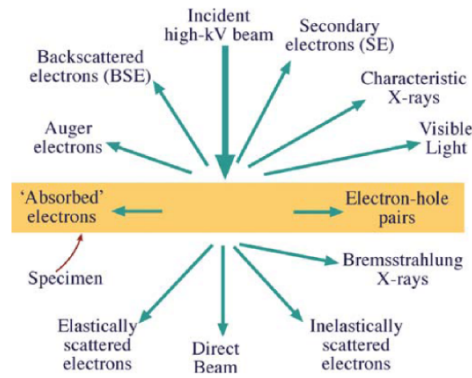 Incident
high-kV beam
Secondary
electrons (SE)
Backscattered
electrons (BSE)
Characteristic
X-rays
Auger
electrons
Visible
Light
'Absorbed'
electrons
Electron-hole
pairs
Specimen
Bremsstrahlung
X-rays
Elastically
scattered
electrons
Direct
Beam
Inelastically
scattered
electrons